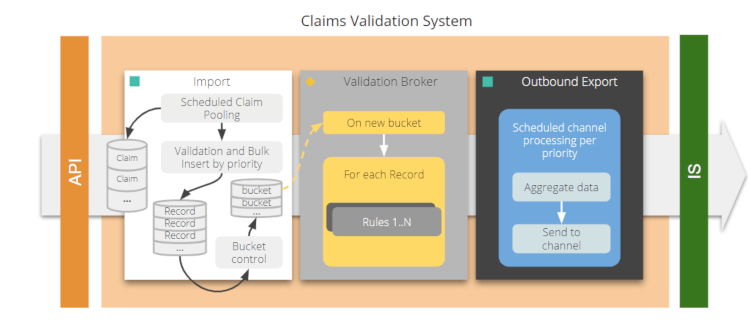 Claims Validation System
API
Import
Scheduled Claim
Pooling
Claim
Claim
...
Validation and Bulk
Insert by priority
Record
Record
Record
...
bucket
bucket
...
Bucket
control
Validation Broker
On new bucket
For each Record
Rules 1..N
Outbound Export
Scheduled channel
processing per
priority
Aggregate data
Send to
channel
IS